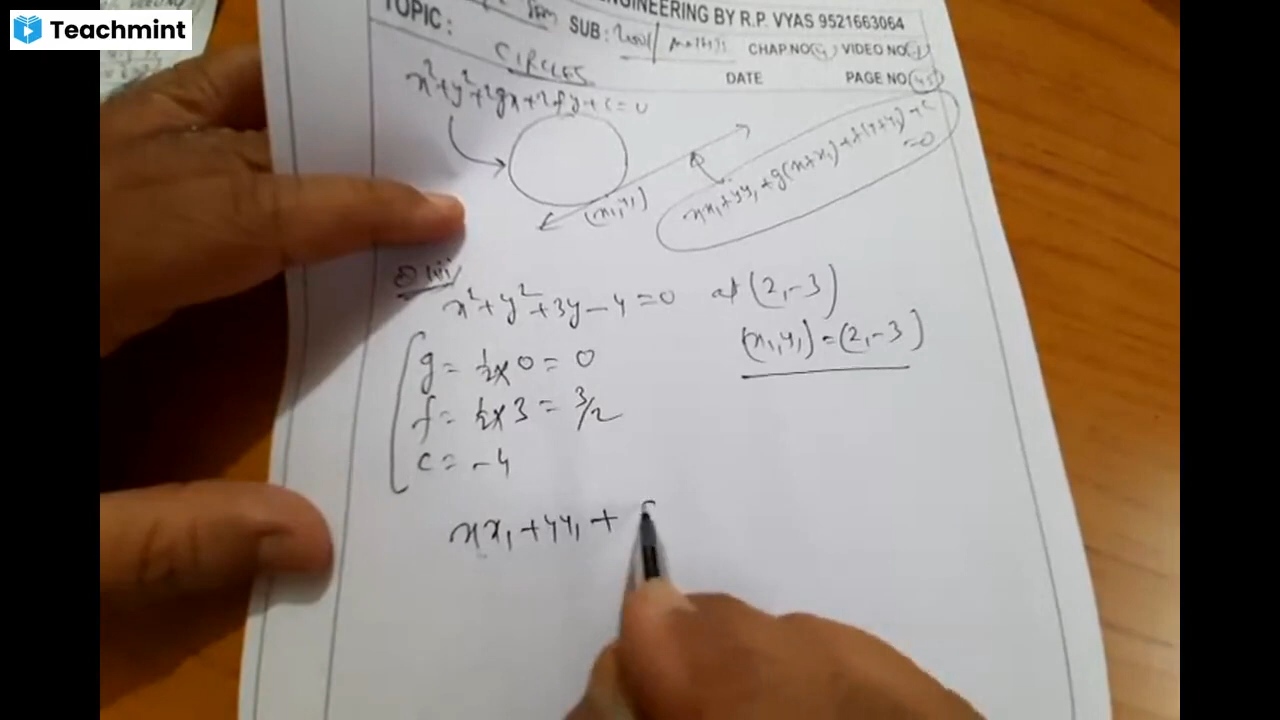 Teachmint
ENGINEERING BY R.P. VYAS 9521663064
TOPIC: SUB: CHAP.NO(4) VIDEO NO
CIRCLES DATE PAGE NO
x²+y²+2gx+2fy+c=0
(x₁,y₁)
xx₁+yy₁+g(x+x₁)+f(y+y₁)+c
=0
Q iii
x²+y²+3y-4=0 at (2,-3)
(x₁,y₁)=(2,-3)
g=½×0=0
f=½×3=3/2
c=-4
xx₁+yy₁+